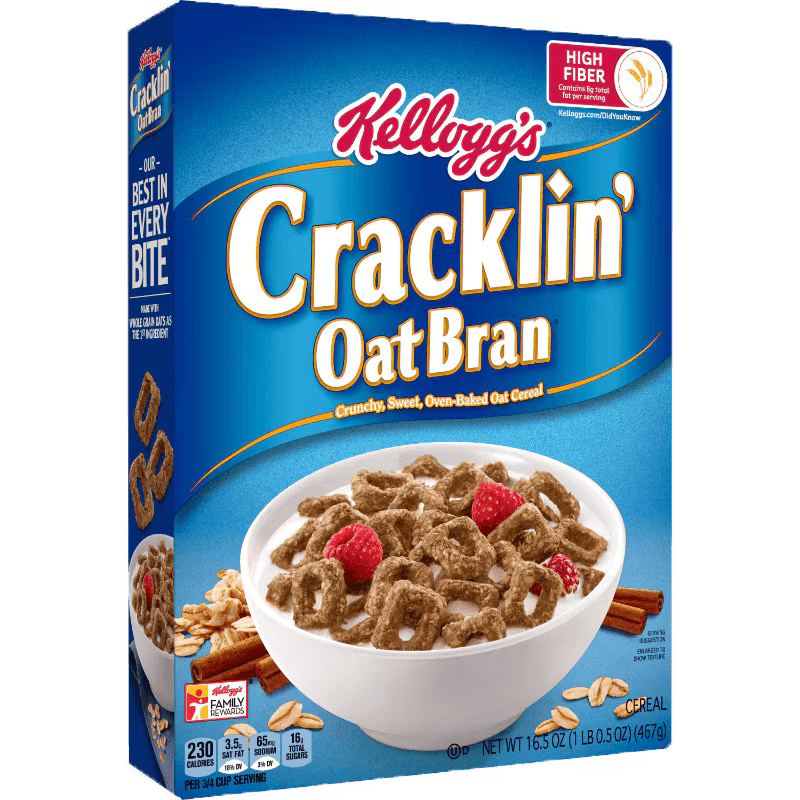 Kellogg's
Cracklin'
Oat Bran
- OUR -
BEST IN
EVERY
BITE
MADE WITH
WHOLE GRAIN OATS AS
THE 1ST INGREDIENT
HIGH
FIBER
Contains 8g total
fat per serving
Kelloggs.com/DidYouKnow
Kellogg's®
Cracklin'
Oat Bran®
Crunchy, Sweet, Oven-Baked Oat Cereal
SERVING
SUGGESTION
ENLARGED TO
SHOW TEXTURE
Kellogg's
FAMILY
REWARDS
230
CALORIES
3.5g
SAT FAT
18% DV
65mg
SODIUM
3% DV
16g
TOTAL
SUGARS
PER 3/4 CUP SERVING
CEREAL
U D NET WT 16.5 OZ (1 LB 0.5 OZ) (467g)